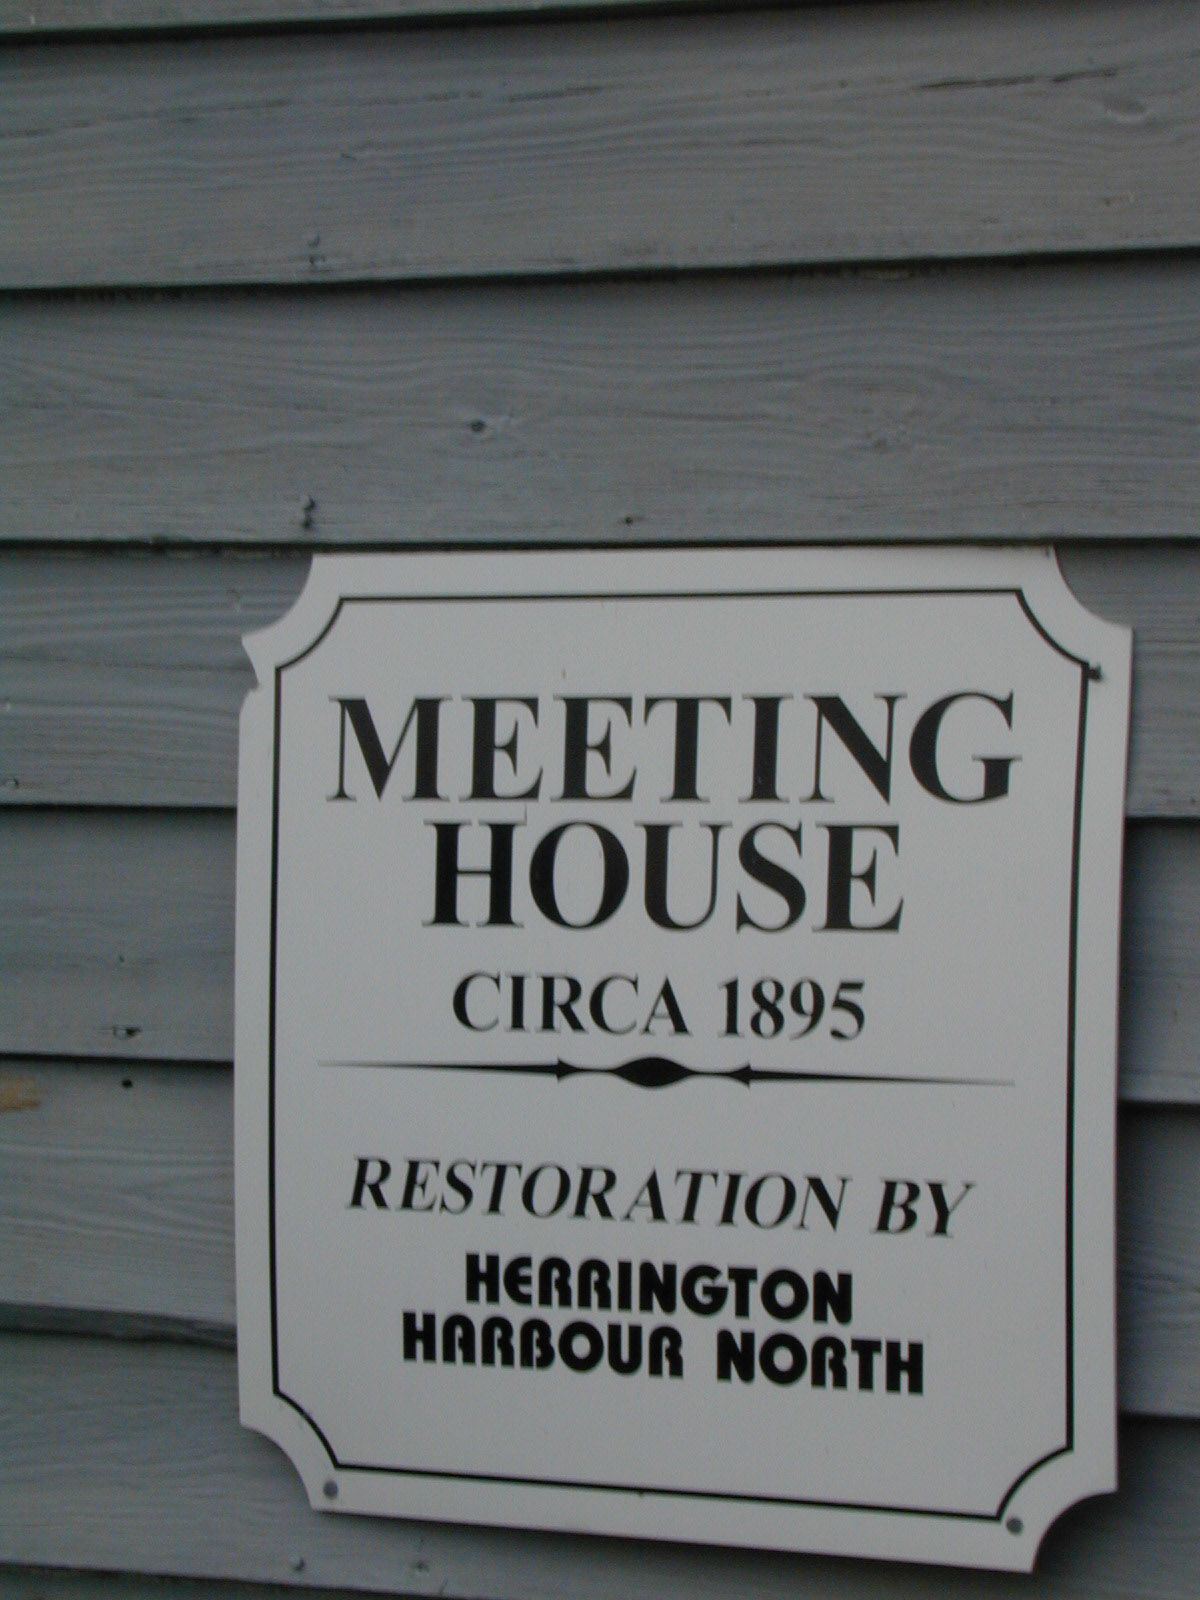 MEETING
HOUSE
CIRCA 1895
RESTORATION BY
HERRINGTON
HARBOUR NORTH